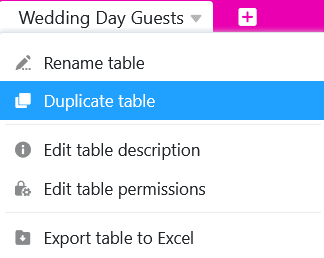 Wedding Day Guests
Rename table
Duplicate table
Edit table description
Edit table permissions
Export table to Excel